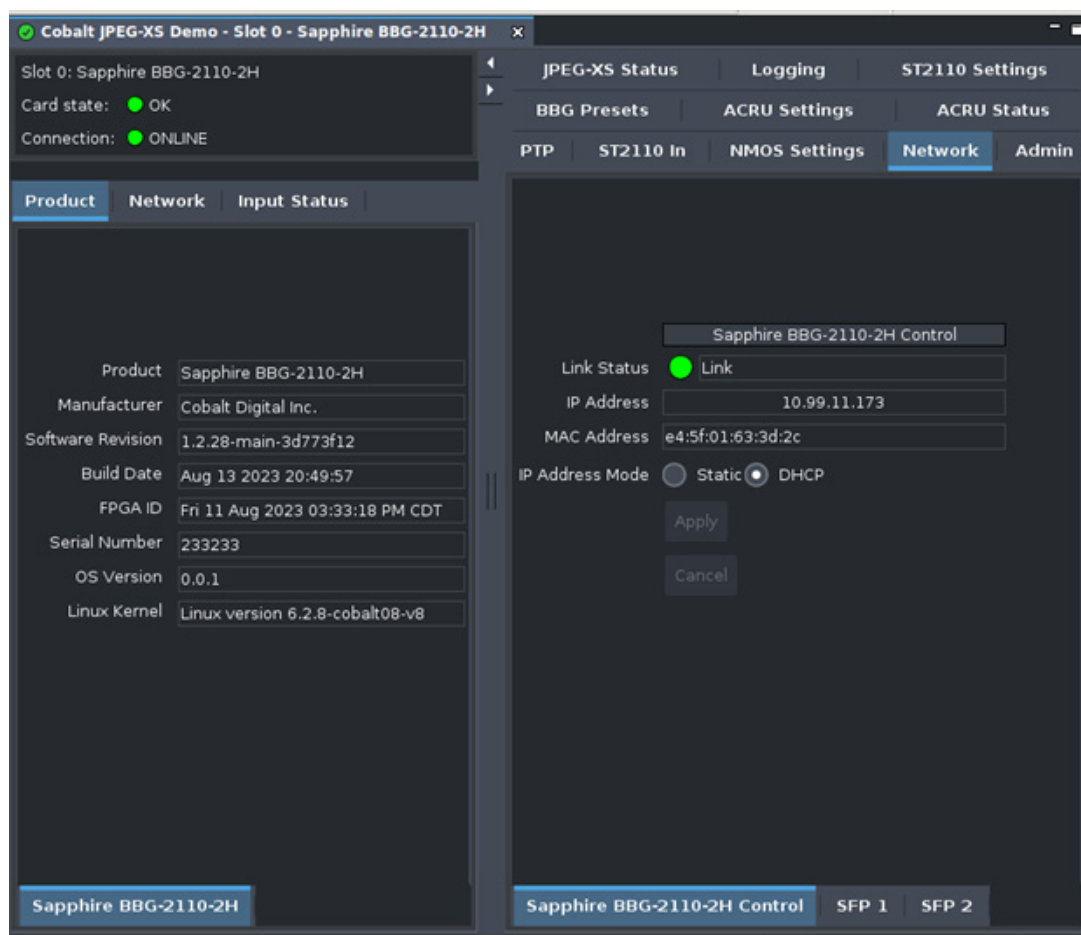 Cobalt JPEG-XS Demo - Slot 0 - Sapphire BBG-2110-2H
Slot 0: Sapphire BBG-2110-2H
Card state: OK
Connection: ONLINE
Product Network Input Status
Product Sapphire BBG-2110-2H
Manufacturer Cobalt Digital Inc.
Software Revision 1.2.28-main-3d773f12
Build Date Aug 13 2023 20:49:57
FPGA ID Fri 11 Aug 2023 03:33:18 PM CDT
Serial Number 233233
OS Version 0.0.1
Linux Kernel Linux version 6.2.8-cobalt08-v8
Sapphire BBG-2110-2H
JPEG-XS Status Logging ST2110 Settings
BBG Presets ACRU Settings ACRU Status
PTP ST2110 In NMOS Settings Network Admin
Sapphire BBG-2110-2H Control
Link Status Link
IP Address 10.99.11.173
MAC Address e4:5f:01:63:3d:2c
IP Address Mode Static DHCP
Apply
Cancel
Sapphire BBG-2110-2H Control SFP 1 SFP 2